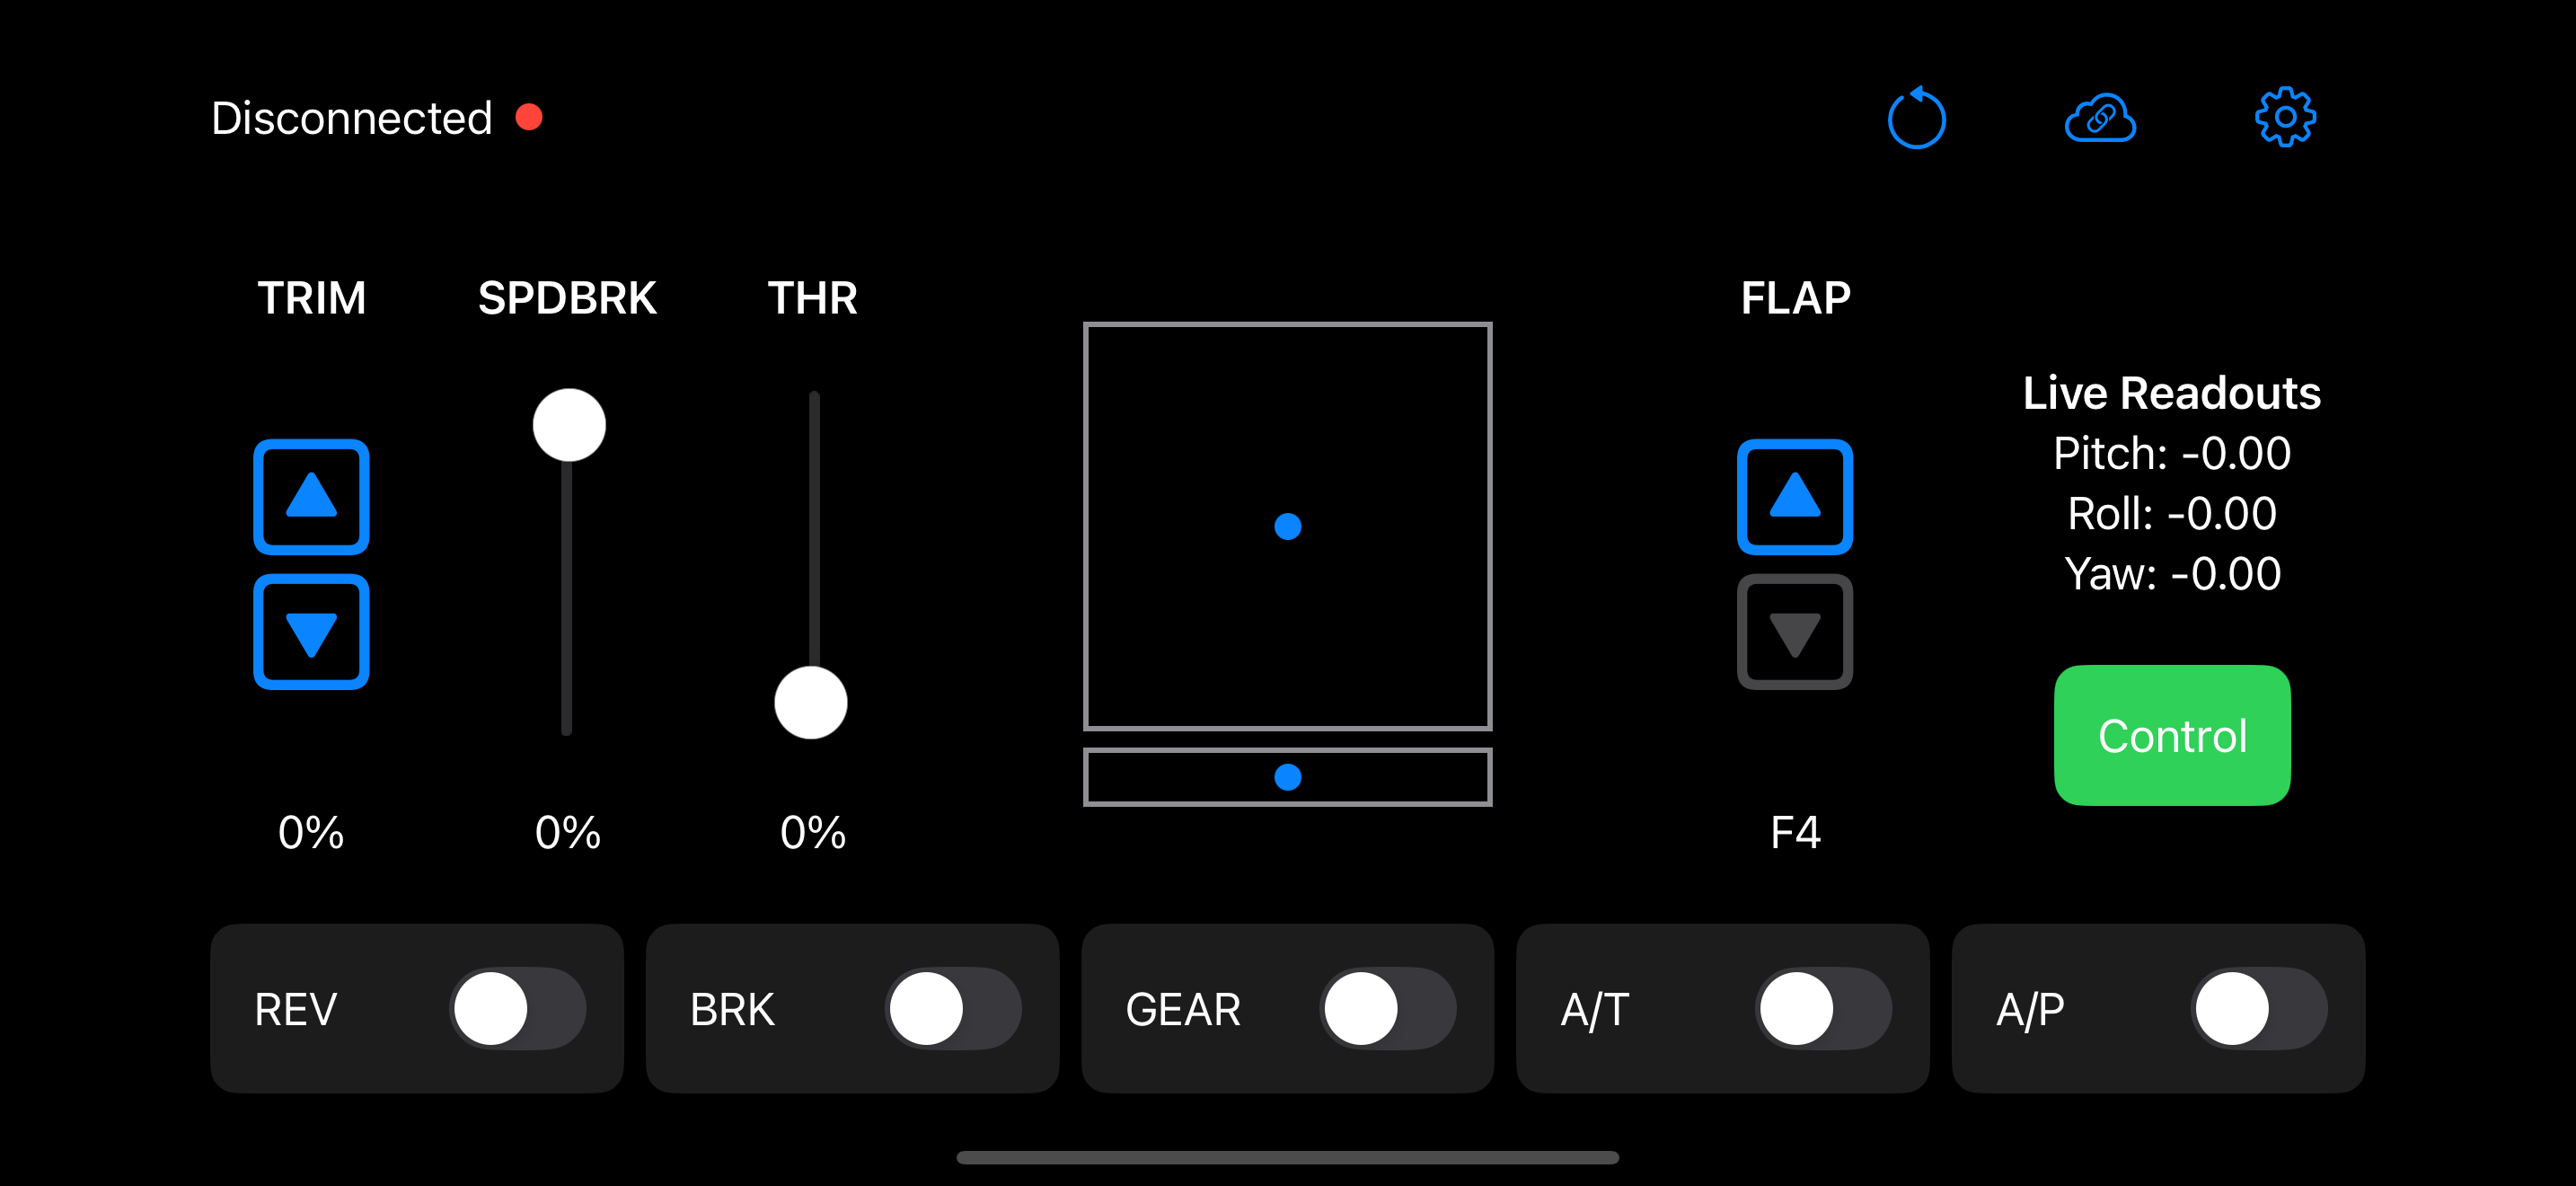 Disconnected
TRIM
SPDBRK
THR
FLAP
Live Readouts
Pitch: -0.00
Roll: -0.00
Yaw: -0.00
Control
0%
0%
0%
F4
REV
BRK
GEAR
A/T
A/P